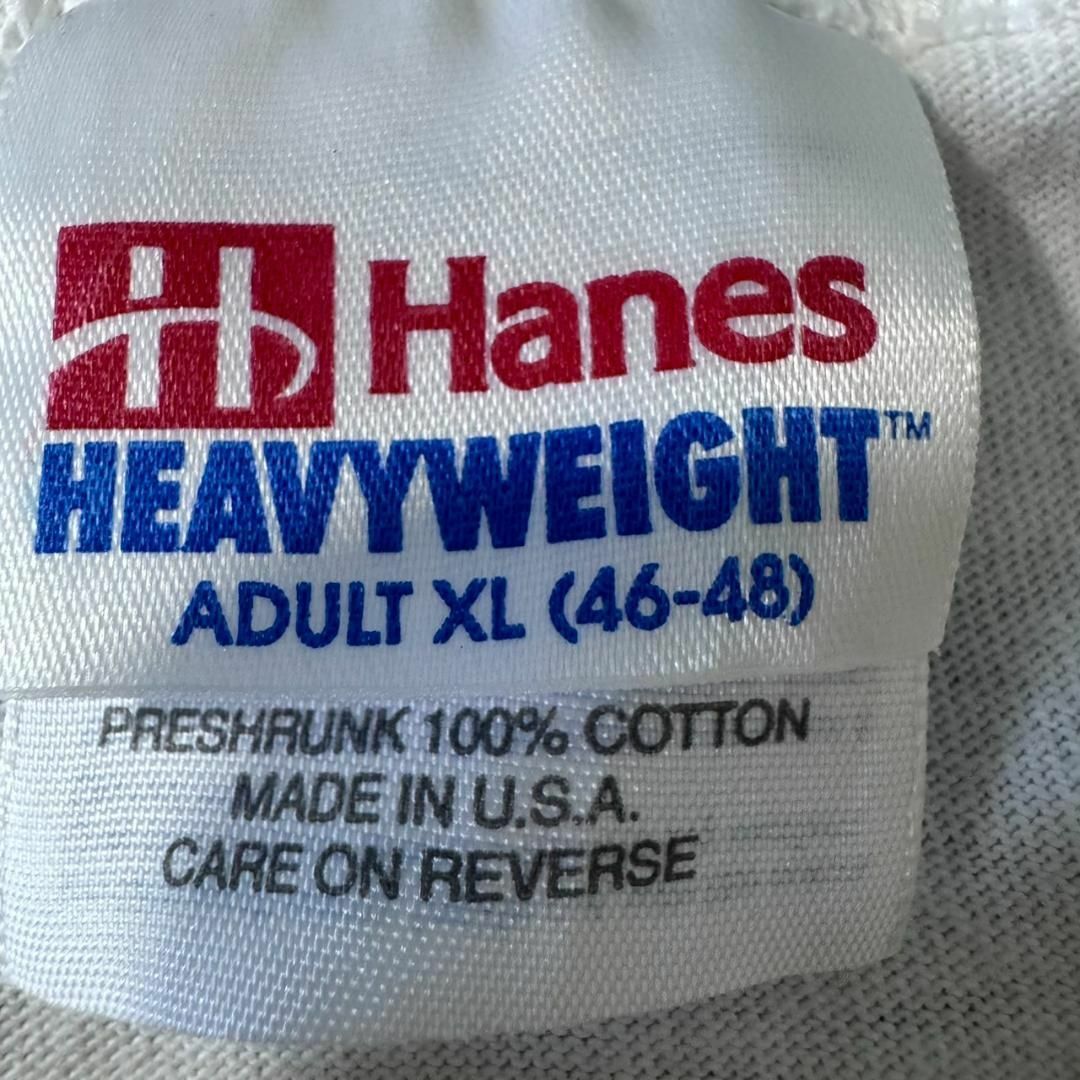 H Hanes
HEAVYWEIGHT™
ADULT XL (46-48)
PRESHRUNK 100% COTTON
MADE IN U.S.A.
CARE ON REVERSE